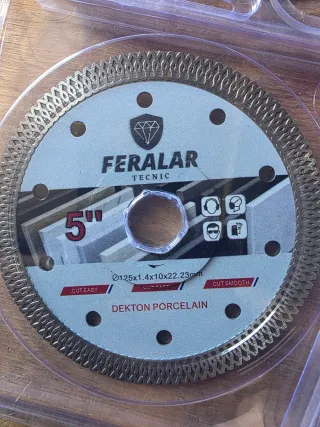 FERALAR
TECNIC
5"
Ø125x1.4x10x22.23mm
CUT EASY
CUT SMOOTH
DEKTON PORCELAIN